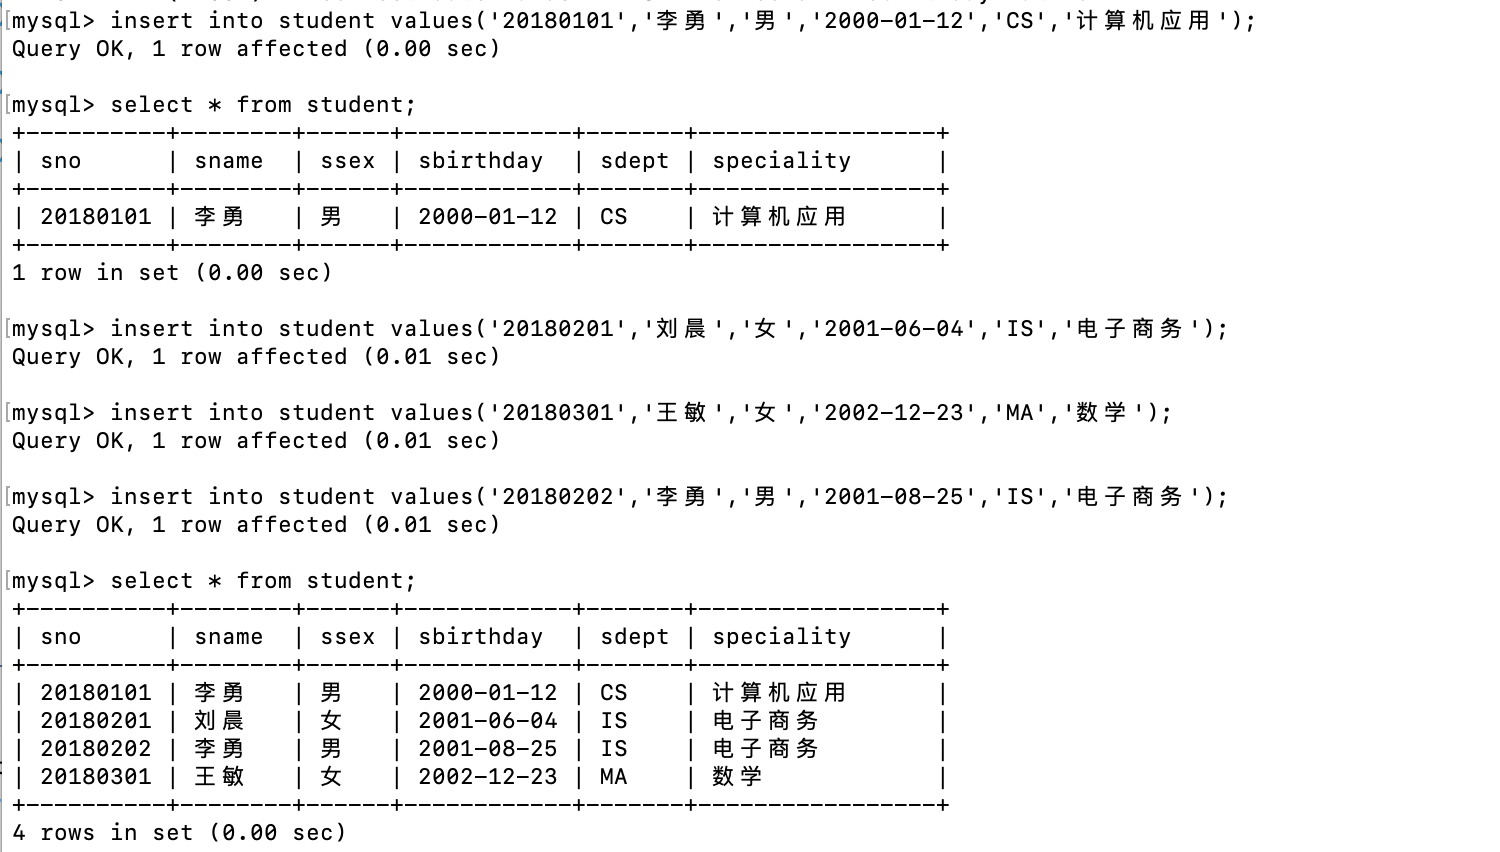 mysql> insert into student values('20180101','李勇','男','2000-01-12','CS','计算机应用');
Query OK, 1 row affected (0.00 sec)
mysql> select * from student;
+----------+--------+------+------------+-------+-----------------+
| sno      | sname  | ssex | sbirthday  | sdept | speciality      |
+----------+--------+------+------------+-------+-----------------+
| 20180101 | 李勇   | 男   | 2000-01-12 | CS    | 计算机应用      |
+----------+--------+------+------------+-------+-----------------+
1 row in set (0.00 sec)
mysql> insert into student values('20180201','刘晨','女','2001-06-04','IS','电子商务');
Query OK, 1 row affected (0.01 sec)
mysql> insert into student values('20180301','王敏','女','2002-12-23','MA','数学');
Query OK, 1 row affected (0.01 sec)
mysql> insert into student values('20180202','李勇','男','2001-08-25','IS','电子商务');
Query OK, 1 row affected (0.01 sec)
mysql> select * from student;
+----------+--------+------+------------+-------+-----------------+
| sno      | sname  | ssex | sbirthday  | sdept | speciality      |
+----------+--------+------+------------+-------+-----------------+
| 20180101 | 李勇   | 男   | 2000-01-12 | CS    | 计算机应用      |
| 20180201 | 刘晨   | 女   | 2001-06-04 | IS    | 电子商务        |
| 20180202 | 李勇   | 男   | 2001-08-25 | IS    | 电子商务        |
| 20180301 | 王敏   | 女   | 2002-12-23 | MA    | 数学            |
+----------+--------+------+------------+-------+-----------------+
4 rows in set (0.00 sec)